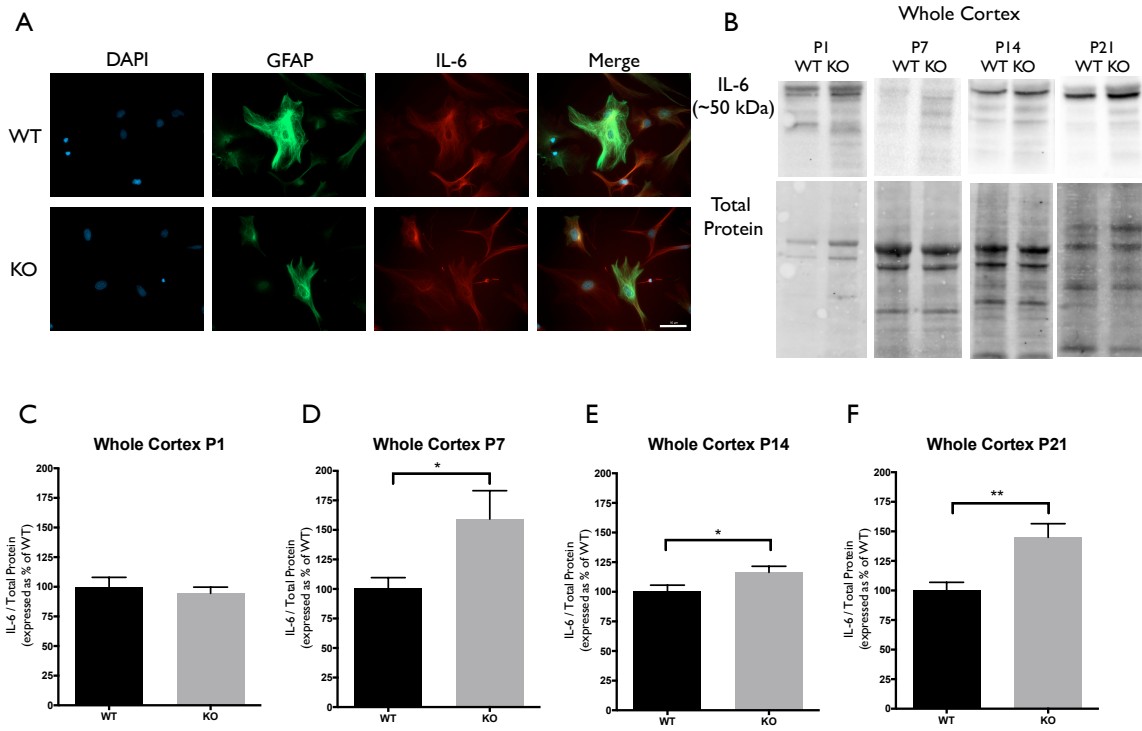 A
DAPI
GFAP
IL-6
Merge
WT
KO
B
Whole Cortex
P1
P7
P14
P21
WT KO
WT KO
WT KO
WT KO
IL-6
(~50 kDa)
Total
Protein
C
Whole Cortex P1
IL-6 / Total Protein
(expressed as % of WT)
200
175
150
125
100
75
50
25
0
WT
KO
D
Whole Cortex P7
*
IL-6 / Total Protein
(expressed as % of WT)
200
175
150
125
100
75
50
25
0
WT
KO
E
Whole Cortex P14
*
IL-6 / Total Protein
(expressed as % of WT)
200
175
150
125
100
75
50
25
0
WT
KO
F
Whole Cortex P21
**
IL-6 / Total Protein
(expressed as % of WT)
200
175
150
125
100
75
50
25
0
WT
KO